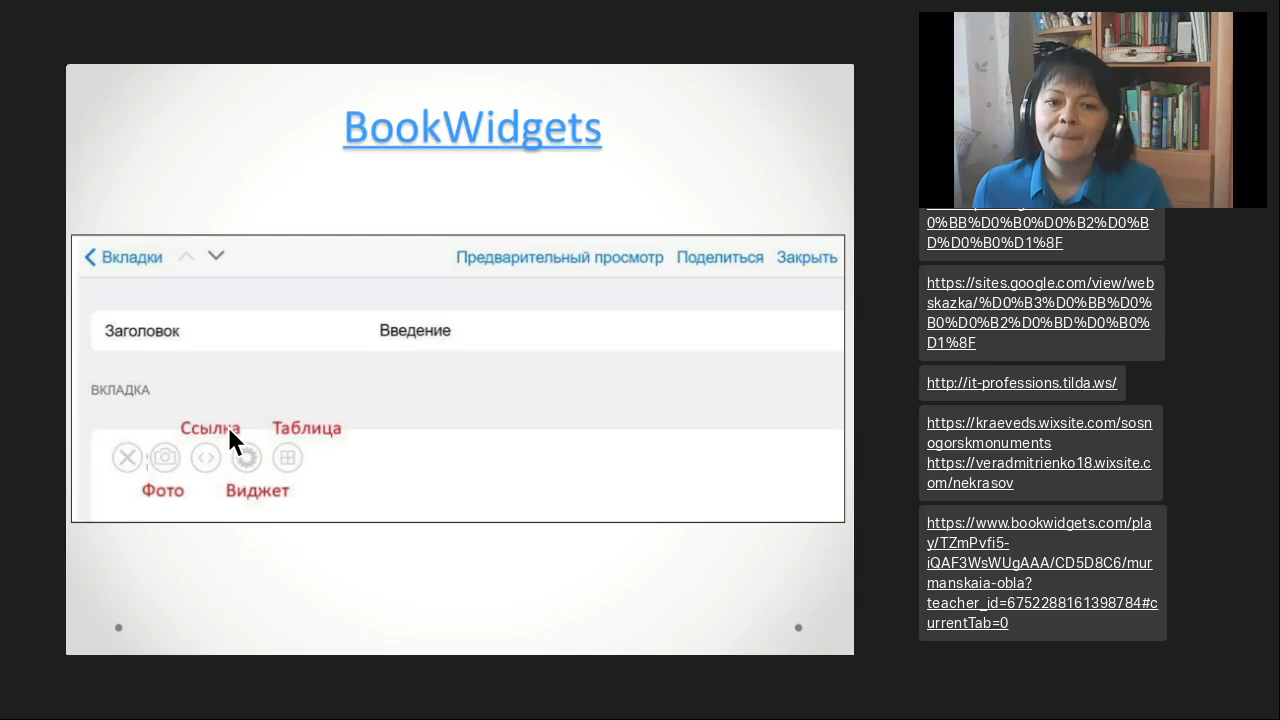 BookWidgets
Вкладки
Предварительный просмотр Поделиться Закрыть
Заголовок Введение
ВКЛАДКА
Ссылка Таблица
Фото Виджет
0%BB%D0%B0%D0%B2%D0%B
D%D0%B0%D1%8F
https://sites.google.com/view/web
skazka/%D0%B3%D0%BB%D0%
B0%D0%B2%D0%BD%D0%B0%
D1%8F
http://it-professions.tilda.ws/
https://kraeveds.wixsite.com/sosn
ogorskmonuments
https://veradmitrienko18.wixsite.c
om/nekrasov
https://www.bookwidgets.com/pla
y/TZmPvfi5-
iQAF3WsWUgAAA/CD5D8C6/mur
manskaia-obla?
teacher_id=6752288161398784#c
urrentTab=0